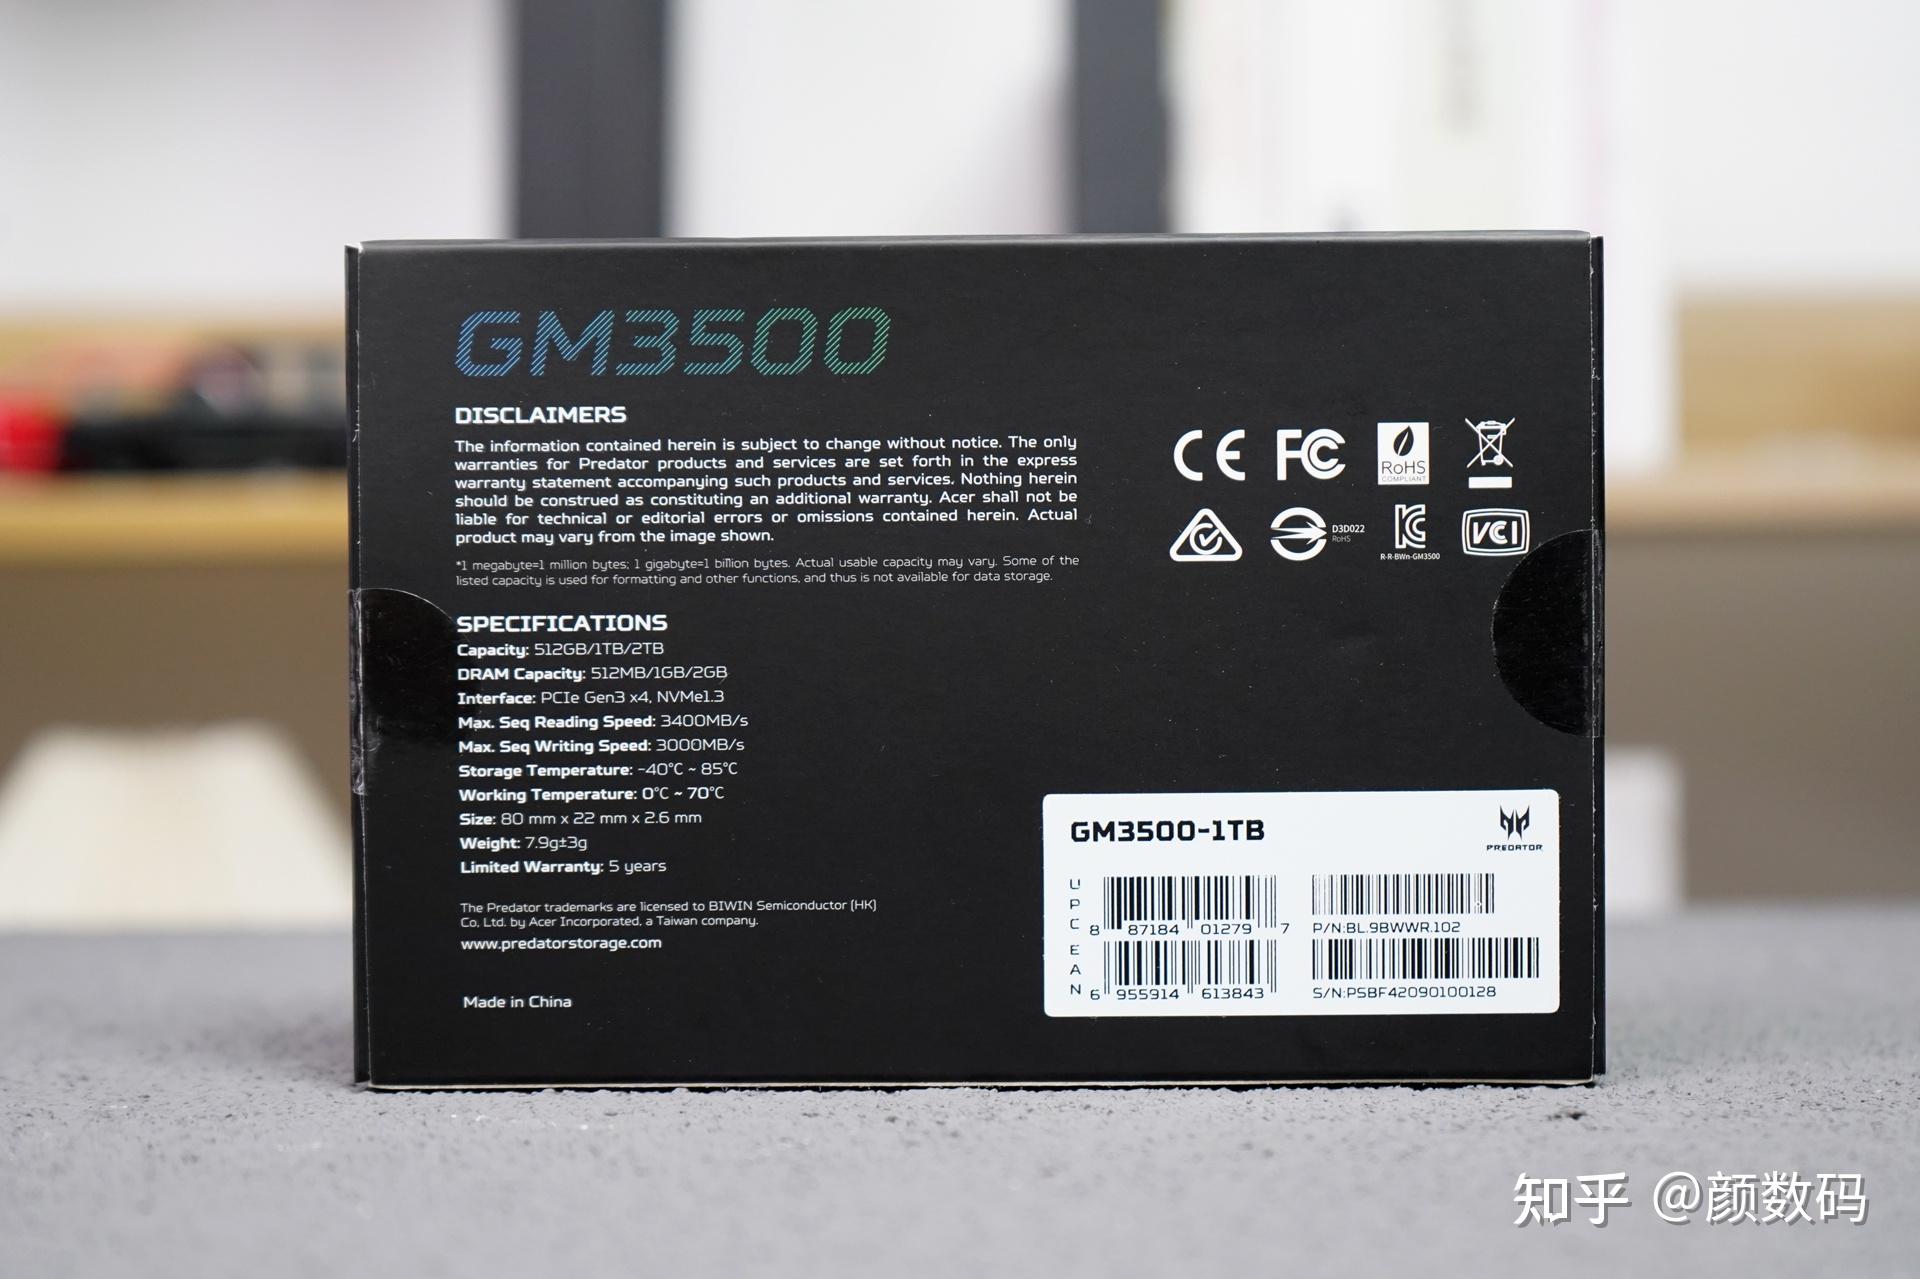 GM3500
DISCLAIMERS
The information contained herein is subject to change without notice. The only
warranties for Predator products and services are set forth in the express
warranty statement accompanying such products and services. Nothing herein
should be construed as constituting an additional warranty. Acer shall not be
liable for technical or editorial errors or omissions contained herein. Actual
product may vary from the image shown.
*1 megabyte=1 million bytes; 1 gigabyte=1 billion bytes. Actual usable capacity may vary. Some of the
listed capacity is used for formatting and other functions, and thus is not available for data storage.
CE FC RoHS
COMPLIANT
D3D022
RoHS
R-R-BWn-GM3500
VCI
SPECIFICATIONS
Capacity: 512GB/1TB/2TB
DRAM Capacity: 512MB/1GB/2GB
Interface: PCIe Gen3 x4, NVMe1.3
Max. Seq Reading Speed: 3400MB/s
Max. Seq Writing Speed: 3000MB/s
Storage Temperature: -40°C ~ 85°C
Working Temperature: 0°C ~ 70°C
Size: 80 mm x 22 mm x 2.6 mm
Weight: 7.9g±3g
Limited Warranty: 5 years
The Predator trademarks are licensed to BIWIN Semiconductor (HK)
Co, Ltd. by Acer Incorporated, a Taiwan company.
www.predatorstorage.com
Made in China
GM3500-1TB
PREDATOR
UPC
8 87184 01279 7
P/N:BL.9BWWR.102
EAN
6 955914 613843
S/N:PSBF42090100128
知乎 @颜数码